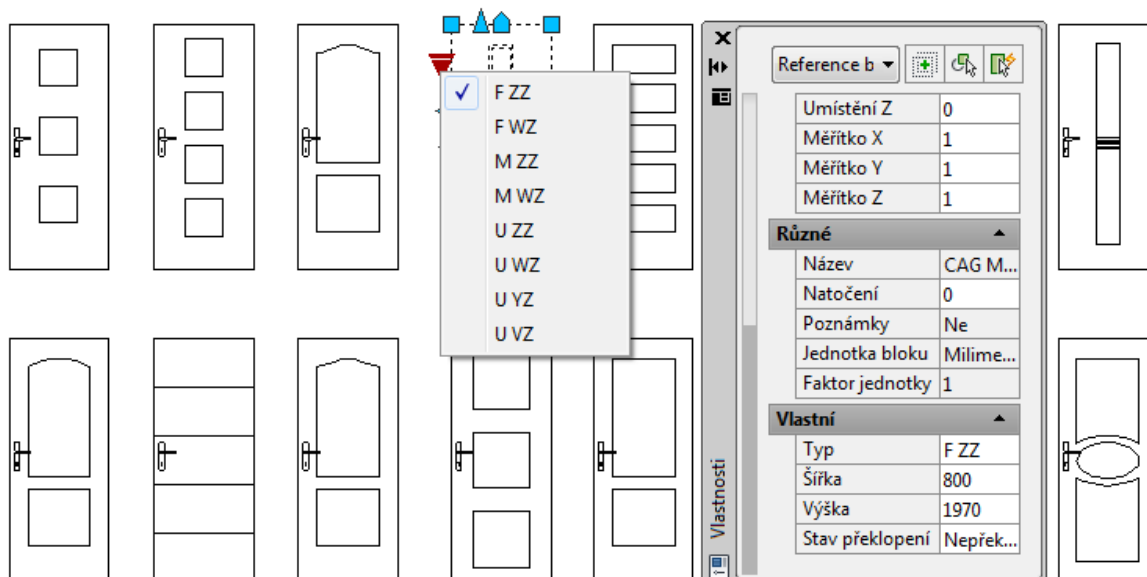 F ZZ
F WZ
M ZZ
M WZ
U ZZ
U WZ
U YZ
U VZ
Reference b
Umístění Z 0
Měřítko X 1
Měřítko Y 1
Měřítko Z 1
Různé
Název CAG M...
Natočení 0
Poznámky Ne
Jednotka bloku Milime...
Faktor jednotky 1
Vlastní
Typ F ZZ
Šířka 800
Výška 1970
Stav překlopení Nepřek...
Vlastnosti